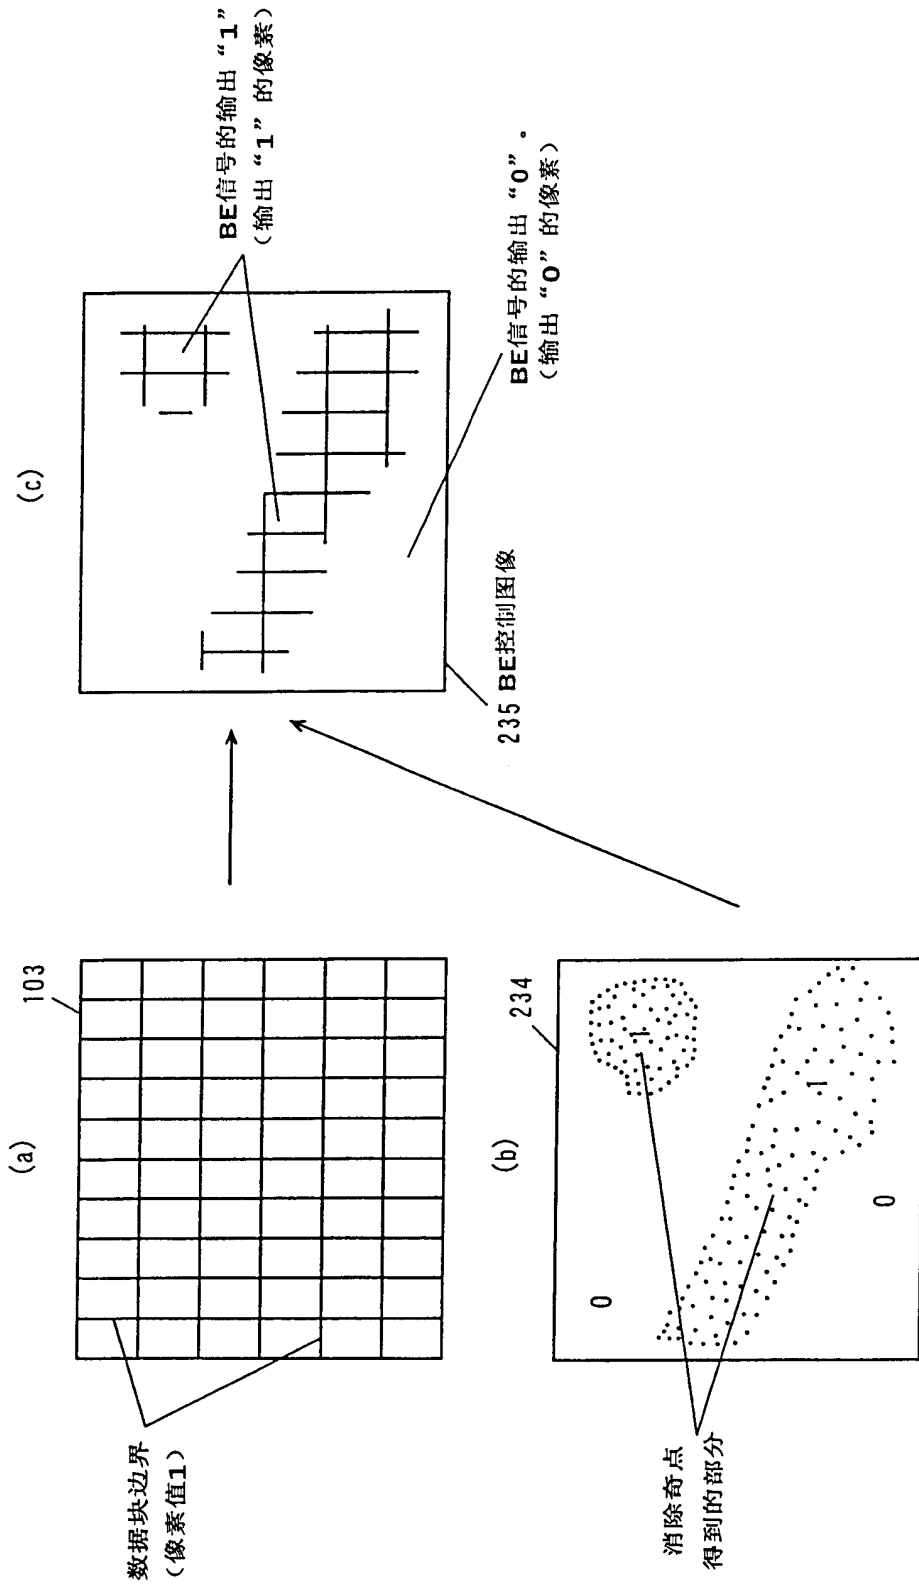 (a)
103
数据块边界
（像素值1）
(b)
234
0
1
1
0
消除奇点
得到的部分
(c)
BE信号的输出“1”
（输出“1”的像素）
1
BE信号的输出“0”。
（输出“0”的像素）
235 BE控制图像